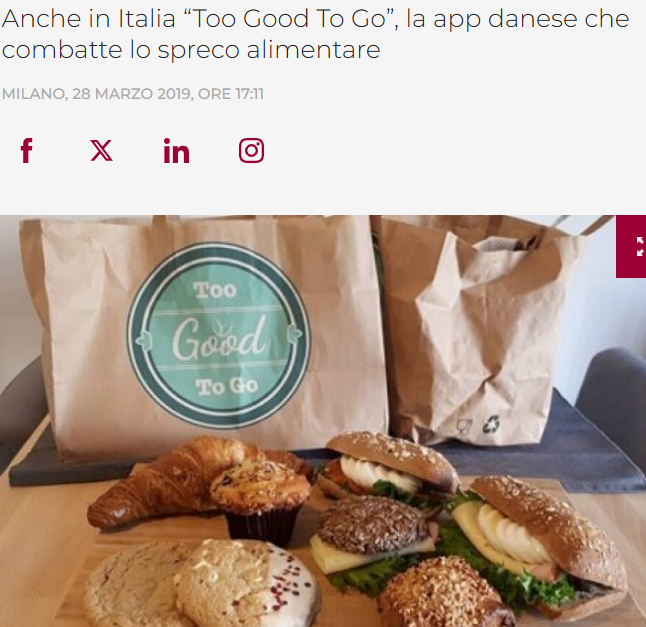 Anche in Italia “Too Good To Go”, la app danese che
combatte lo spreco alimentare
MILANO, 28 MARZO 2019, ORE 17:11
Too
Good
To Go